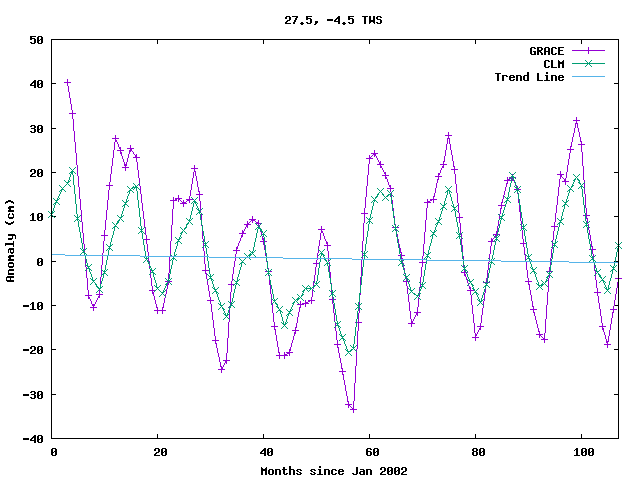 27.5, -4.5 TWS
GRACE
CLM
Trend Line
50
40
30
20
10
0
-10
-20
-30
-40
Anomaly (cm)
0 20 40 60 80 100
Months since Jan 2002